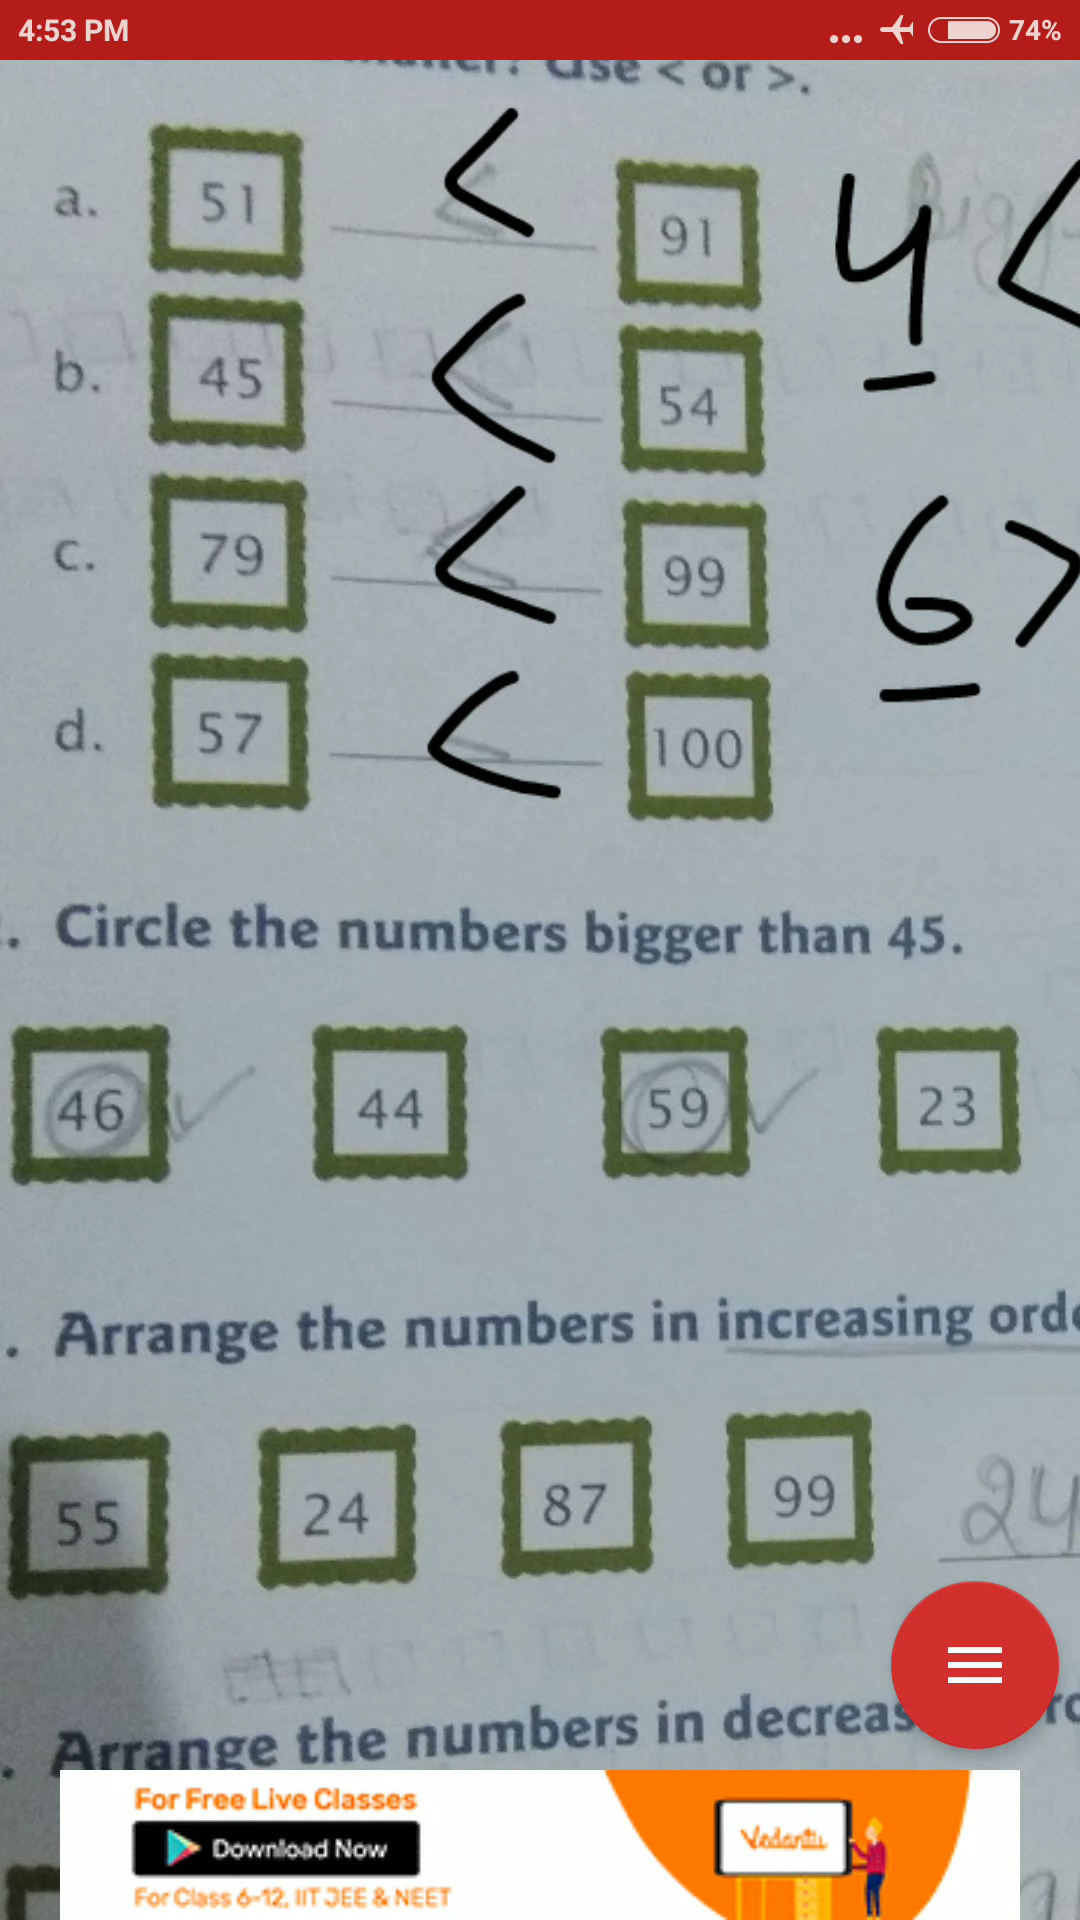 4:53 PM ... 74%
Use < or >.
a. 51 < 91 4 <
b. 45 < 54
c. 79 < 99 6 >
d. 57 < 100
. Circle the numbers bigger than 45.
46 44 59 23
. Arrange the numbers in increasing orde
55 24 87 99 24
. Arrange the numbers in decreas
For Free Live Classes
Download Now
For Class 6-12, IIT JEE & NEET
Vedantu